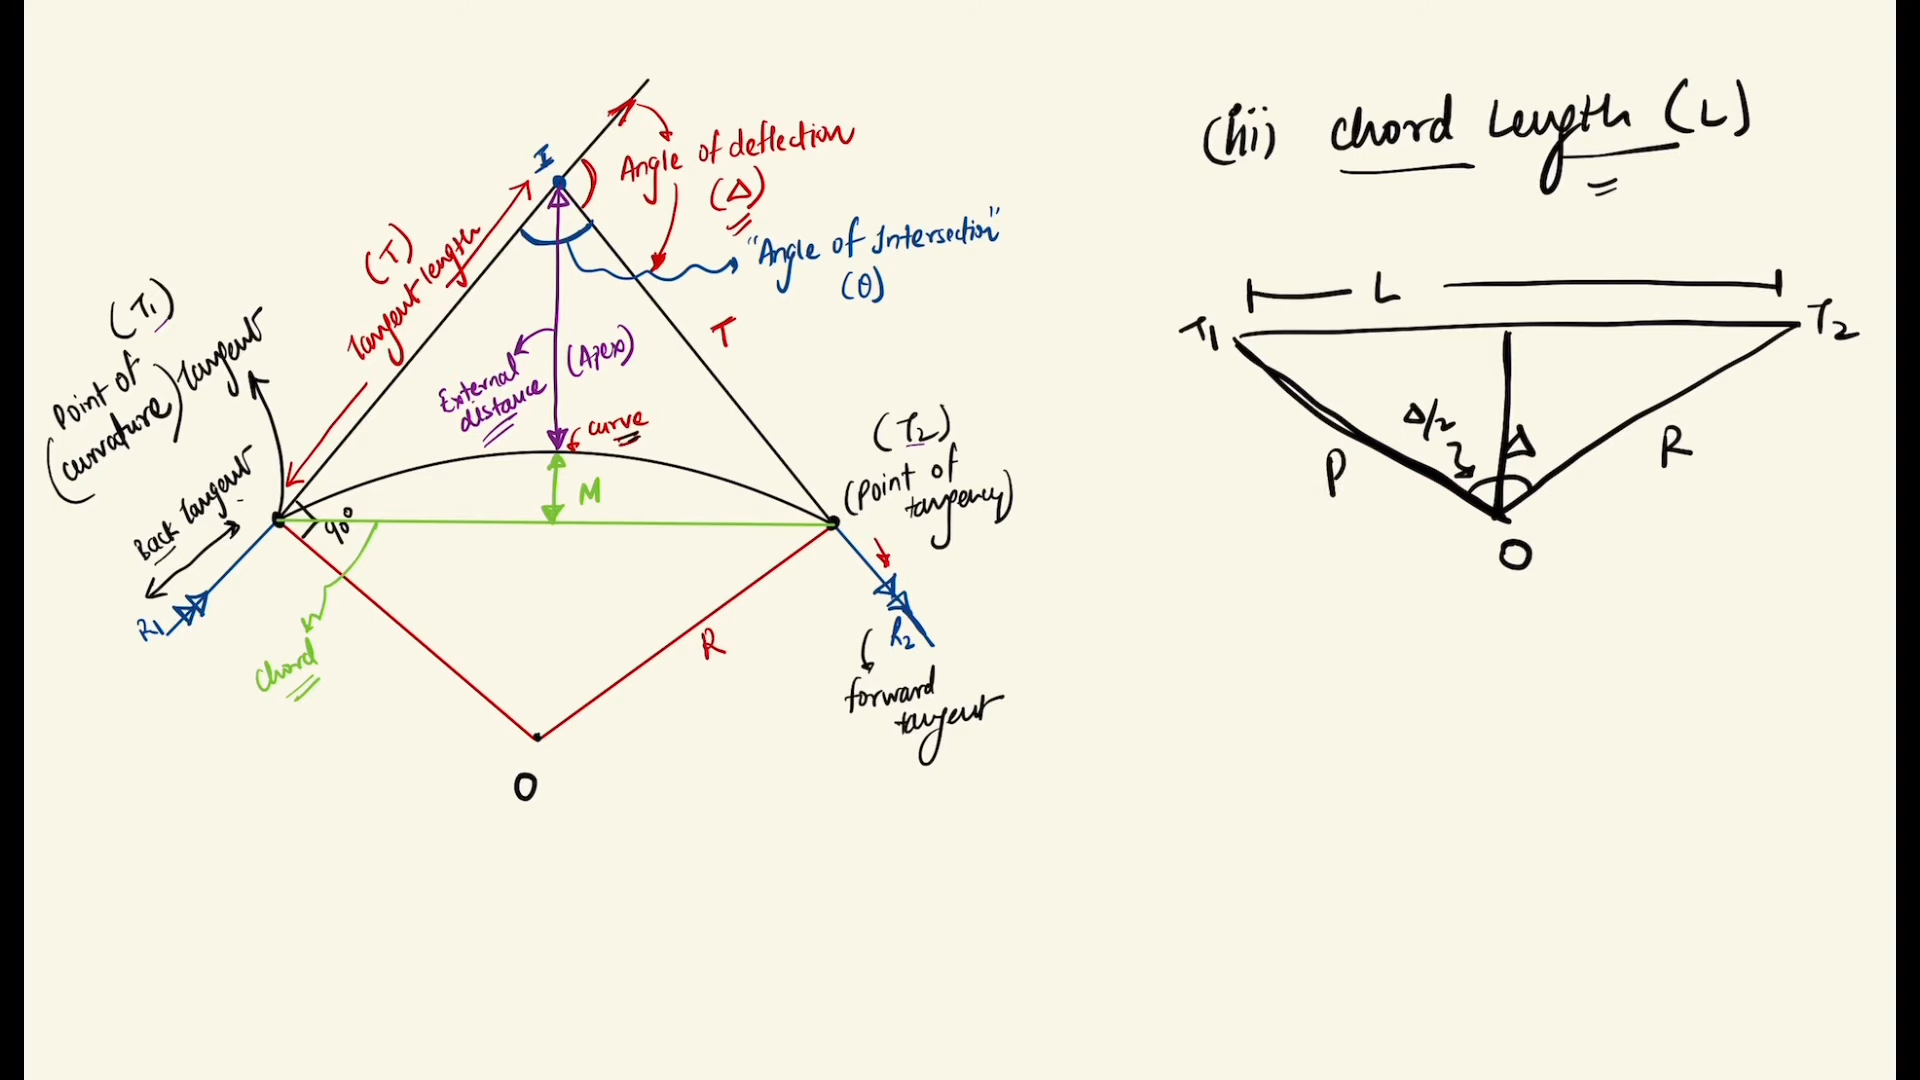 I
Angle of deflection
(Δ)
"Angle of Intersection"
(θ)
(T)
Tangent length
(T1)
Point of
(curvature) Tangent
T
External
distance
(Apex)
curve
M
(T2)
(Point of
tangency)
Back Tangent
90°
R1
chord
R
R2
forward
tangent
O
(iii) chord Length (L)
L
T1
T2
Δ/2
Δ
P
R
O